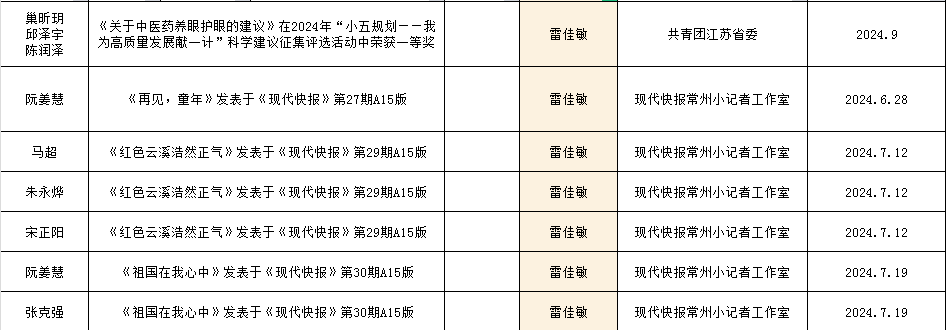 巢昕玥
邱泽宇
陈润泽
《关于中医药养眼护眼的建议》在2024年“小五规划——我
为高质量发展献一计”科学建议征集评选活动中荣获一等奖
雷佳敏
共青团江苏省委
2024.9
阮姜慧
《再见，童年》发表于《现代快报》第27期A15版
雷佳敏
现代快报常州小记者工作室
2024.6.28
马超
《红色云溪浩然正气》发表于《现代快报》第29期A15版
雷佳敏
现代快报常州小记者工作室
2024.7.12
朱永烨
《红色云溪浩然正气》发表于《现代快报》第29期A15版
雷佳敏
现代快报常州小记者工作室
2024.7.12
宋正阳
《红色云溪浩然正气》发表于《现代快报》第29期A15版
雷佳敏
现代快报常州小记者工作室
2024.7.12
阮姜慧
《祖国在我心中》发表于《现代快报》第30期A15版
雷佳敏
现代快报常州小记者工作室
2024.7.19
张克强
《祖国在我心中》发表于《现代快报》第30期A15版
雷佳敏
现代快报常州小记者工作室
2024.7.19